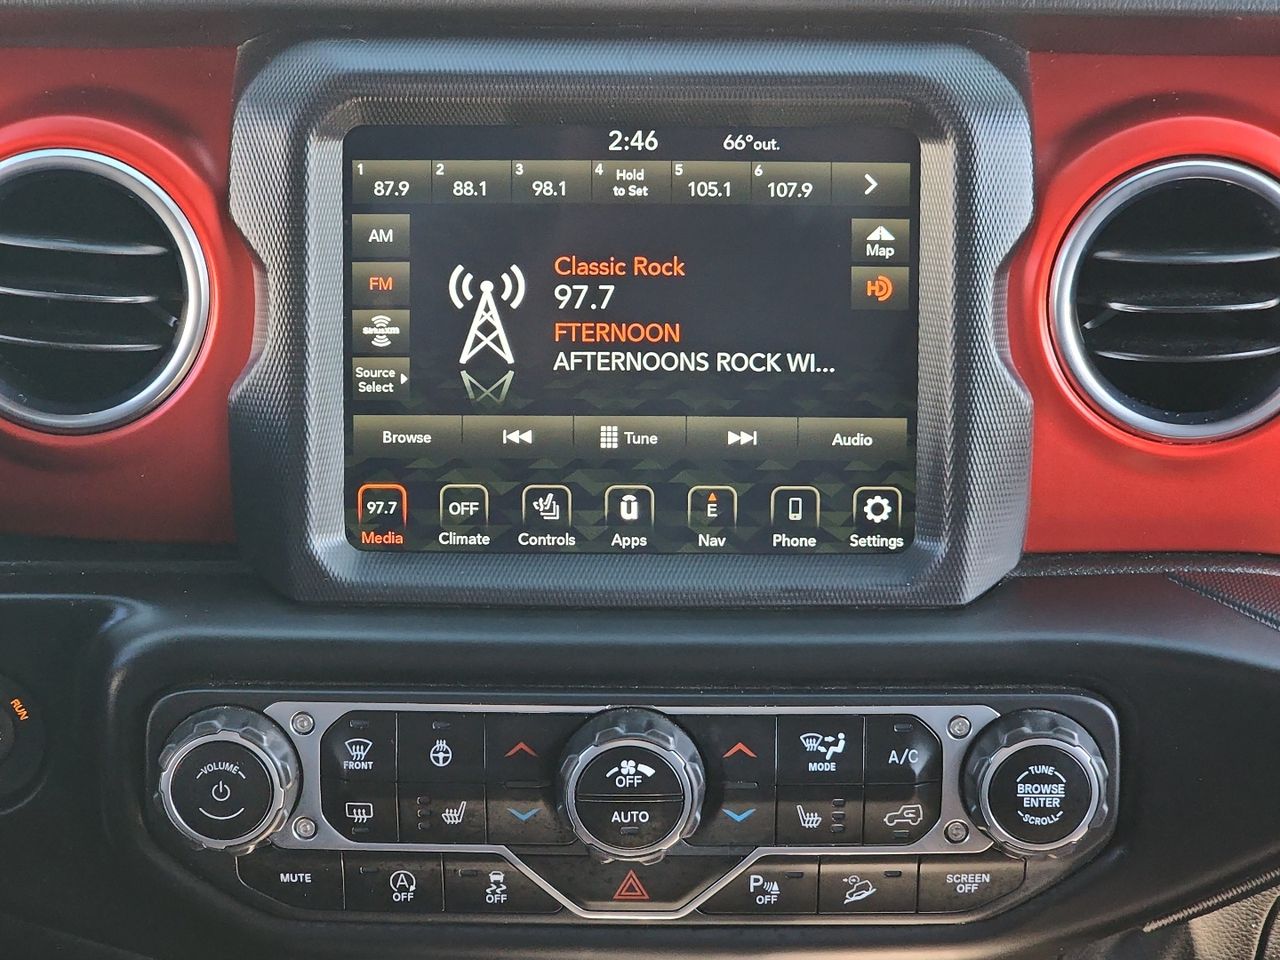 2:46 66°out.
1 87.9 2 88.1 3 98.1 4 Hold to Set 5 105.1 6 107.9
AM
FM
SiriusXM
Source
Select
Classic Rock
97.7
FTERNOON
AFTERNOONS ROCK WI...
Map
HD
Browse Tune Audio
97.7 OFF U E
Media Climate Controls Apps Nav Phone Settings
RUN
VOLUME
FRONT
OFF
AUTO
MODE
A/C
TUNE
BROWSE
ENTER
SCROLL
MUTE
A
OFF
OFF
P
OFF
SCREEN
OFF